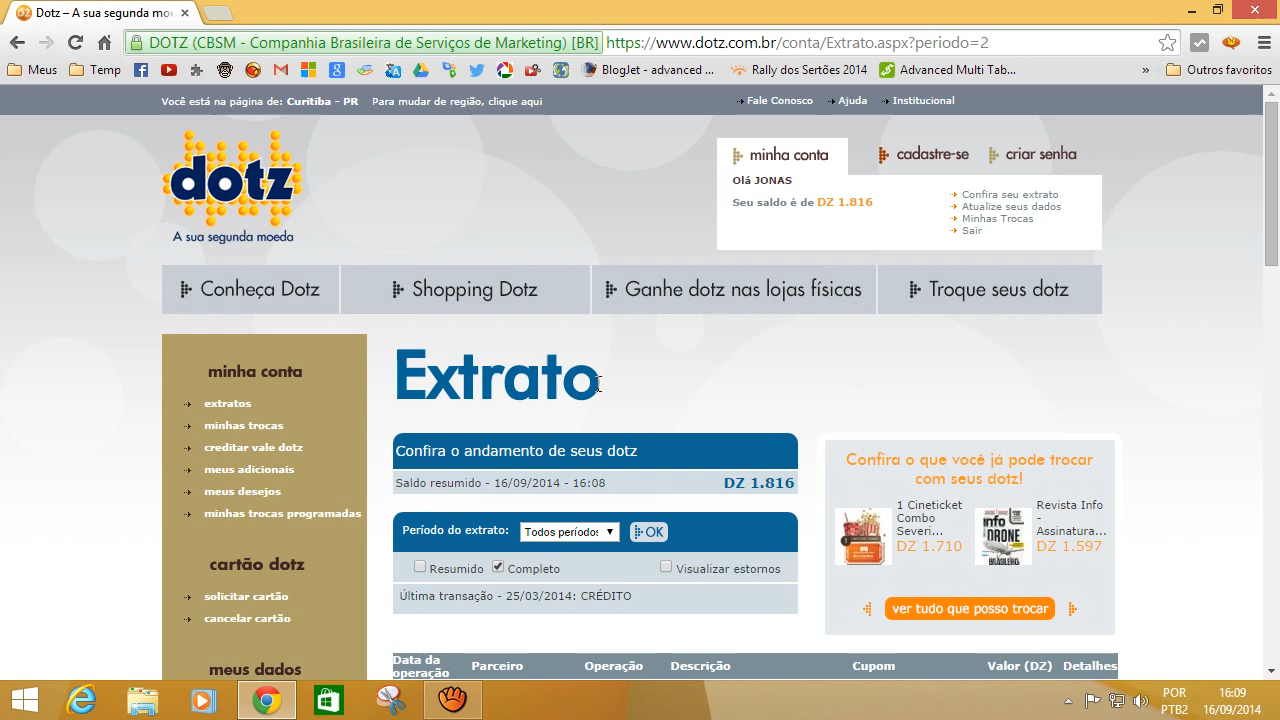 Dotz – A sua segunda mo
DOTZ (CBSM - Companhia Brasileira de Serviços de Marketing) [BR] https://www.dotz.com.br/conta/Extrato.aspx?periodo=2
Meus Temp BlogJet - advanced ... Rally dos Sertões 2014 Advanced Multi Tab... » Outros favoritos
Você está na página de: Curitiba - PR Para mudar de região, clique aqui Fale Conosco Ajuda Institucional
dotz
A sua segunda moeda
minha conta cadastre-se criar senha
Olá JONAS
Seu saldo é de DZ 1.816
Confira seu extrato
Atualize seus dados
Minhas Trocas
Sair
Conheça Dotz Shopping Dotz Ganhe dotz nas lojas físicas Troque seus dotz
minha conta
extratos
minhas trocas
creditar vale dotz
meus adicionais
meus desejos
minhas trocas programadas
cartão dotz
solicitar cartão
cancelar cartão
meus dados
Extrato
Confira o andamento de seus dotz
Saldo resumido - 16/09/2014 - 16:08 DZ 1.816
Período do extrato: Todos períodos OK
Resumido Completo Visualizar estornos
Última transação - 25/03/2014: CRÉDITO
Confira o que você já pode trocar
com seus dotz!
1 Cineticket
Combo
Severi...
DZ 1.710
info
DRONE
BRASILEIRO
Revista Info
-
Assinatura...
DZ 1.597
ver tudo que posso trocar
Data da
operação Parceiro Operação Descrição Cupom Valor (DZ) Detalhes
POR
PTB2
16:09
16/09/2014